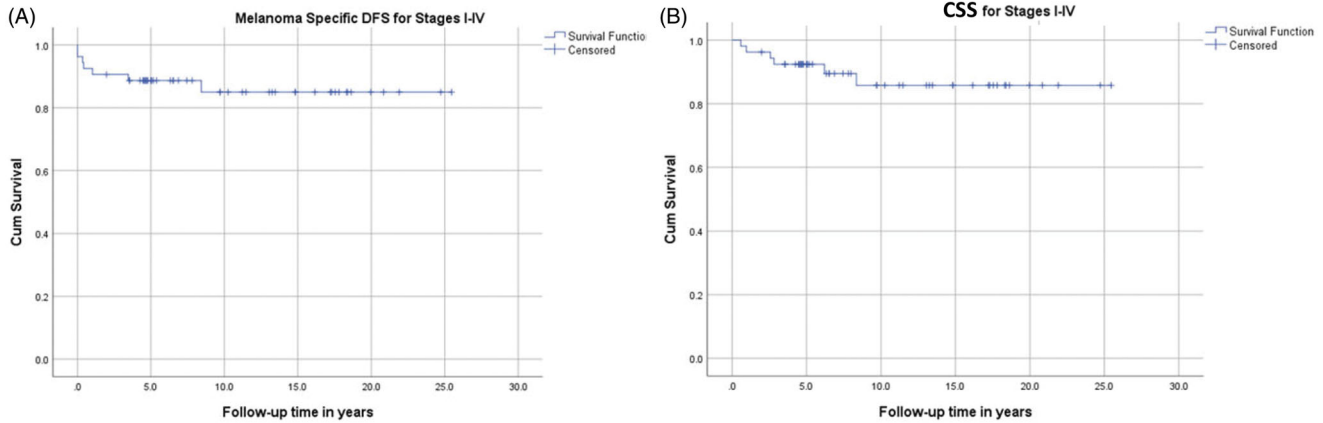 (A)
Melanoma Specific DFS for Stages I-IV
Survival Functio
Censored
1.0
0.8
0.6
0.4
0.2
0.0
Cum Survival
.0 5.0 10.0 15.0 20.0 25.0 30.0
Follow-up time in years
(B)
CSS for Stages I-IV
Survival Function
Censored
1.0
0.8
0.6
0.4
0.2
0.0
Cum Survival
.0 5.0 10.0 15.0 20.0 25.0 30.0
Follow-up time in years